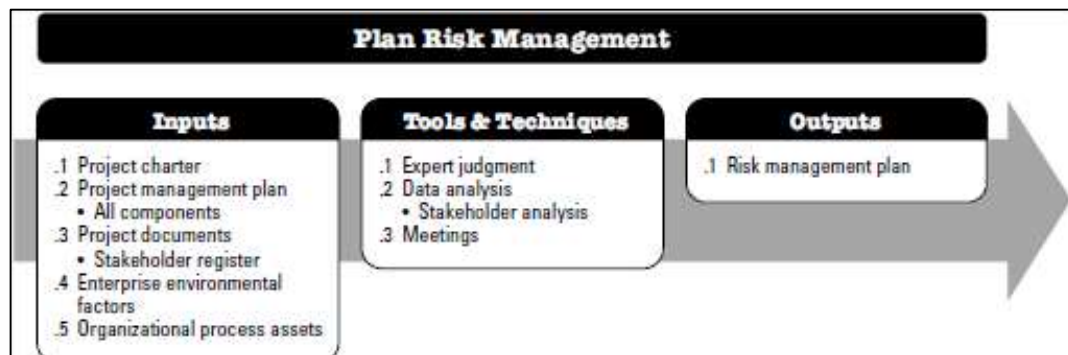 Plan Risk Management
Inputs
.1 Project charter
.2 Project management plan
• All components
.3 Project documents
• Stakeholder register
.4 Enterprise environmental
factors
.5 Organizational process assets
Tools & Techniques
.1 Expert judgment
.2 Data analysis
• Stakeholder analysis
.3 Meetings
Outputs
.1 Risk management plan